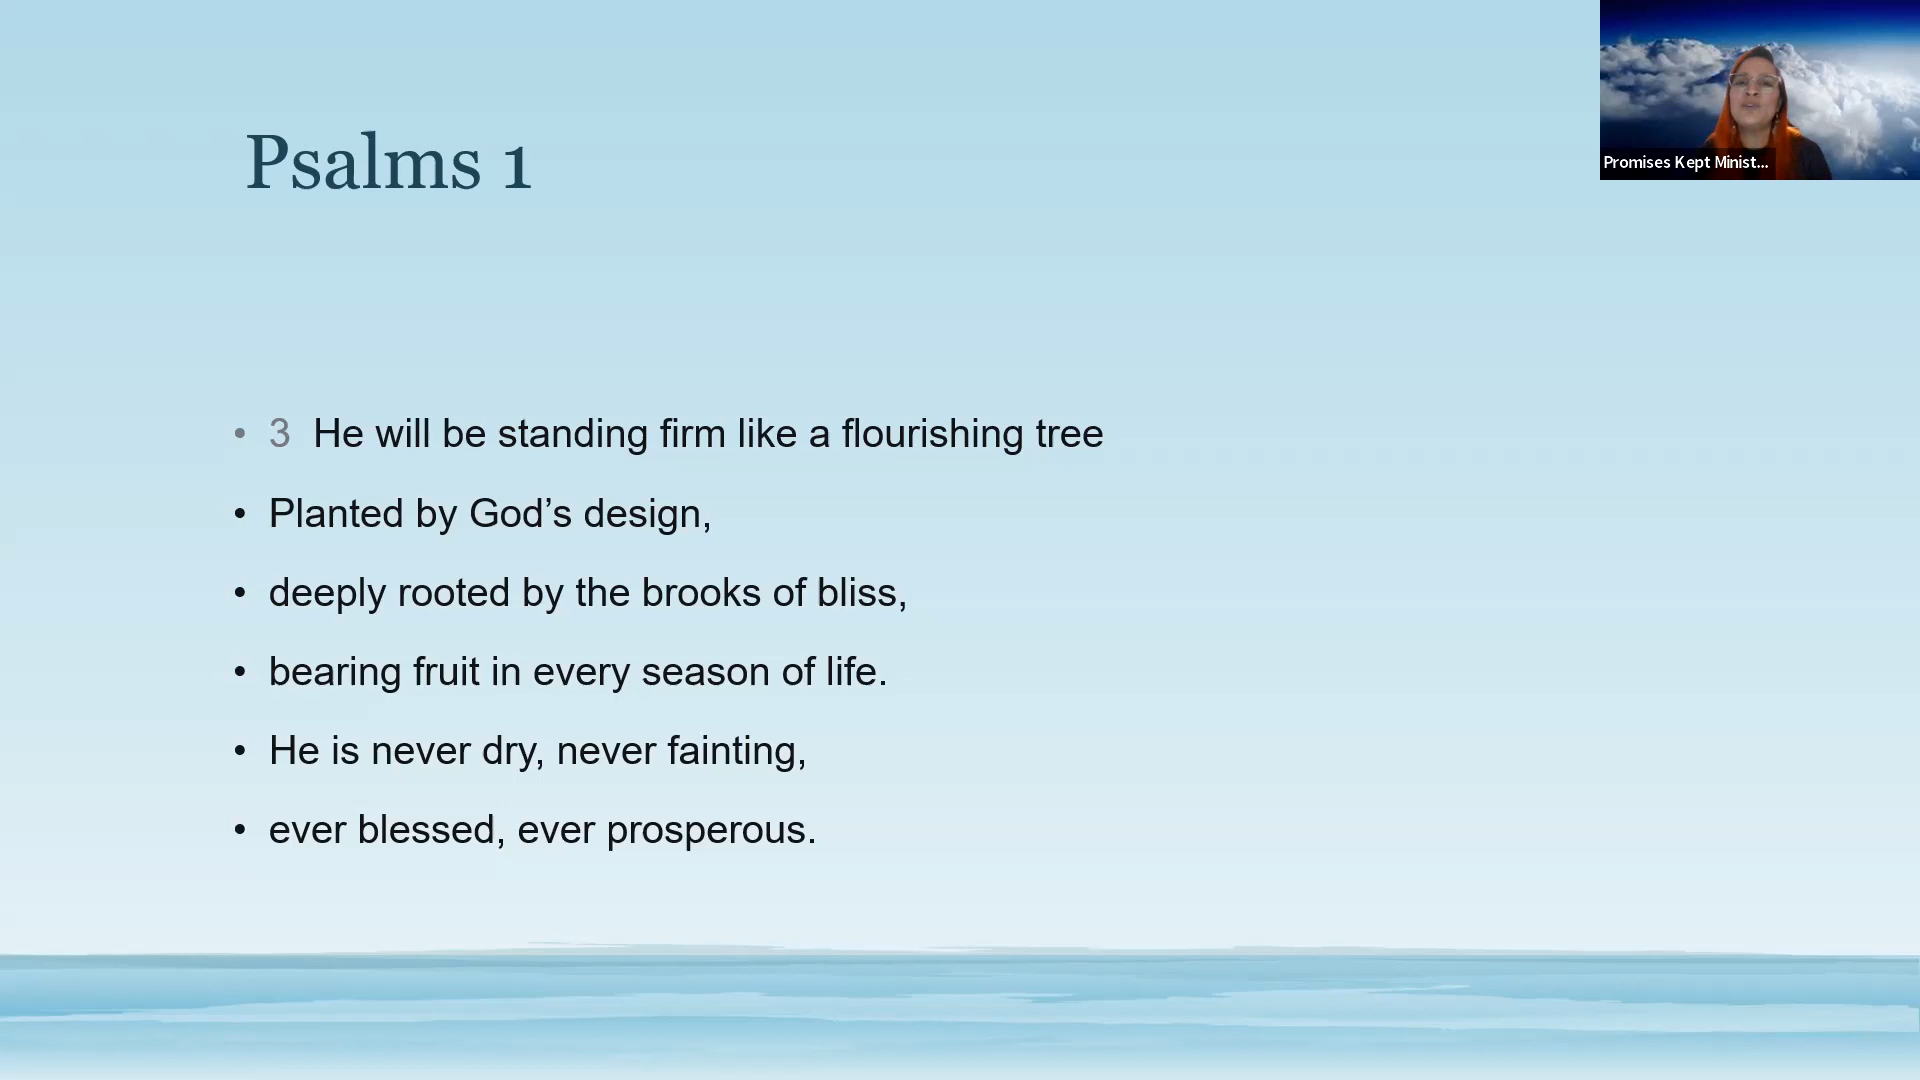 Promises Kept Minist...
Psalms 1
• 3 He will be standing firm like a flourishing tree
• Planted by God’s design,
• deeply rooted by the brooks of bliss,
• bearing fruit in every season of life.
• He is never dry, never fainting,
• ever blessed, ever prosperous.